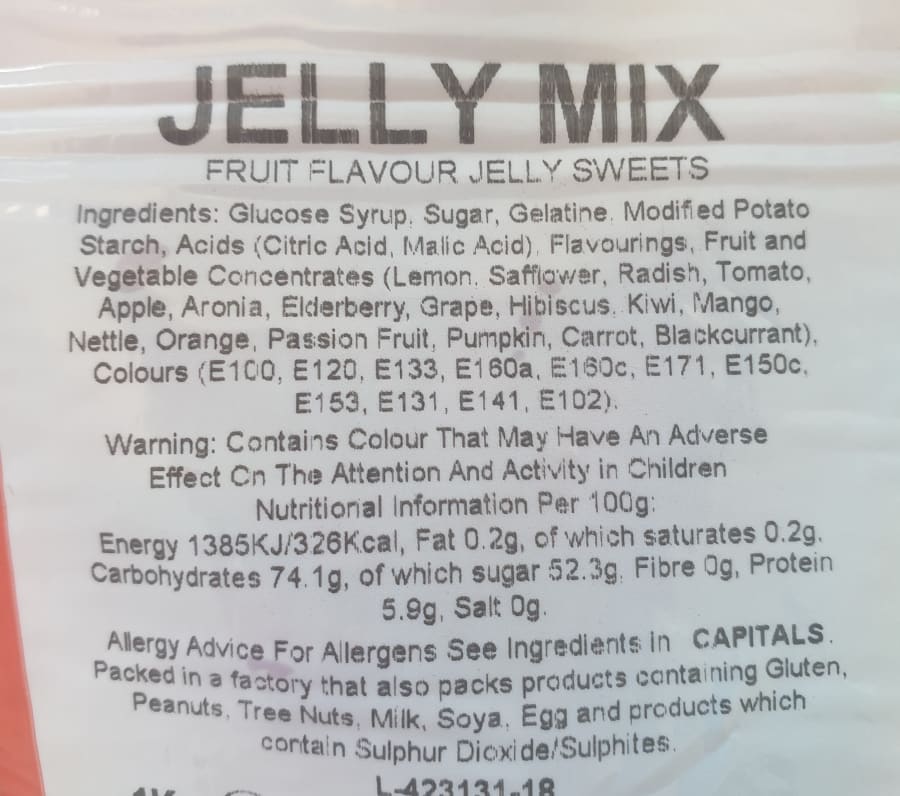 JELLY MIX
FRUIT FLAVOUR JELLY SWEETS
Ingredients: Glucose Syrup, Sugar, Gelatine, Modified Potato
Starch, Acids (Citric Acid, Malic Acid), Flavourings, Fruit and
Vegetable Concentrates (Lemon, Safflower, Radish, Tomato,
Apple, Aronia, Elderberry, Grape, Hibiscus, Kiwi, Mango,
Nettle, Orange, Passion Fruit, Pumpkin, Carrot, Blackcurrant),
Colours (E100, E120, E133, E160a, E160c, E171, E150c,
E153, E131, E141, E102).
Warning: Contains Colour That May Have An Adverse
Effect On The Attention And Activity in Children
Nutritional Information Per 100g:
Energy 1385KJ/326Kcal, Fat 0.2g, of which saturates 0.2g.
Carbohydrates 74.1g, of which sugar 52.3g, Fibre 0g, Protein
5.9g, Salt 0g.
Allergy Advice For Allergens See Ingredients in CAPITALS.
Packed in a factory that also packs products containing Gluten,
Peanuts, Tree Nuts, Milk, Soya, Egg and products which
contain Sulphur Dioxide/Sulphites.
L-423131-18